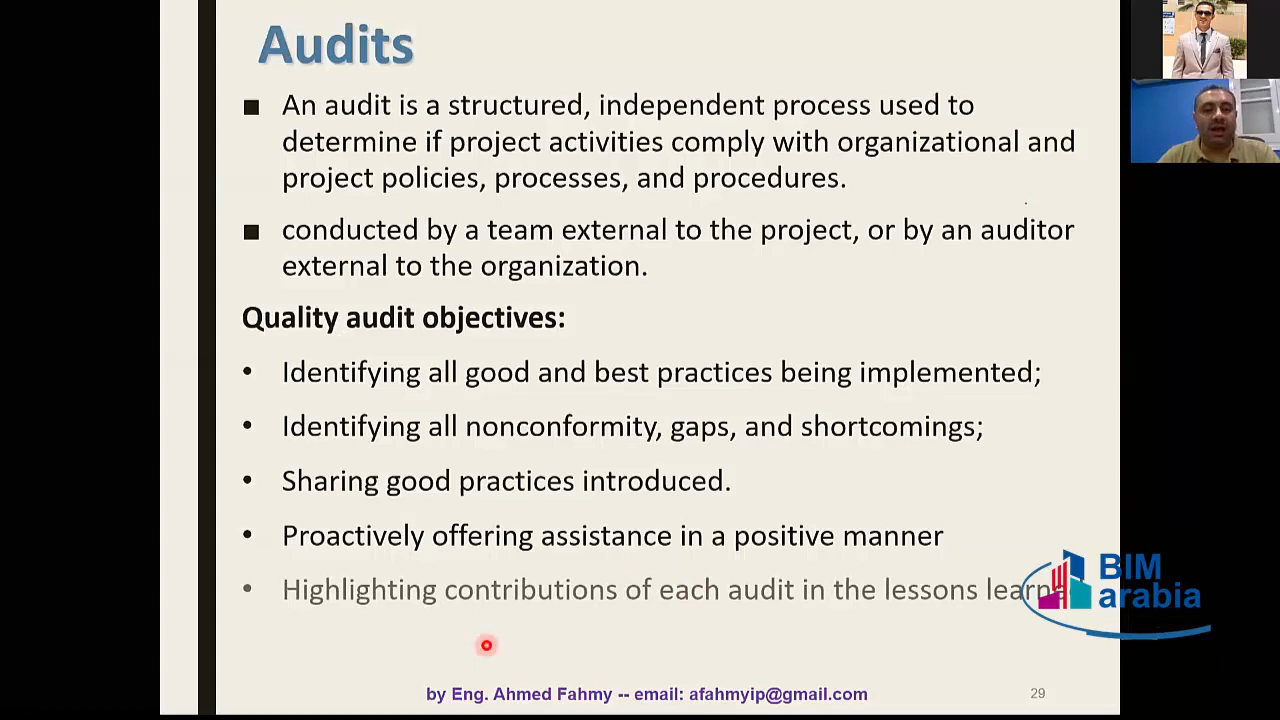 Audits
■ An audit is a structured, independent process used to
determine if project activities comply with organizational and
project policies, processes, and procedures.
■ conducted by a team external to the project, or by an auditor
external to the organization.
Quality audit objectives:
• Identifying all good and best practices being implemented;
• Identifying all nonconformity, gaps, and shortcomings;
• Sharing good practices introduced.
• Proactively offering assistance in a positive manner
• Highlighting contributions of each audit in the lessons
BIM
arabia
by Eng. Ahmed Fahmy -- email: afahmyip@gmail.com
29